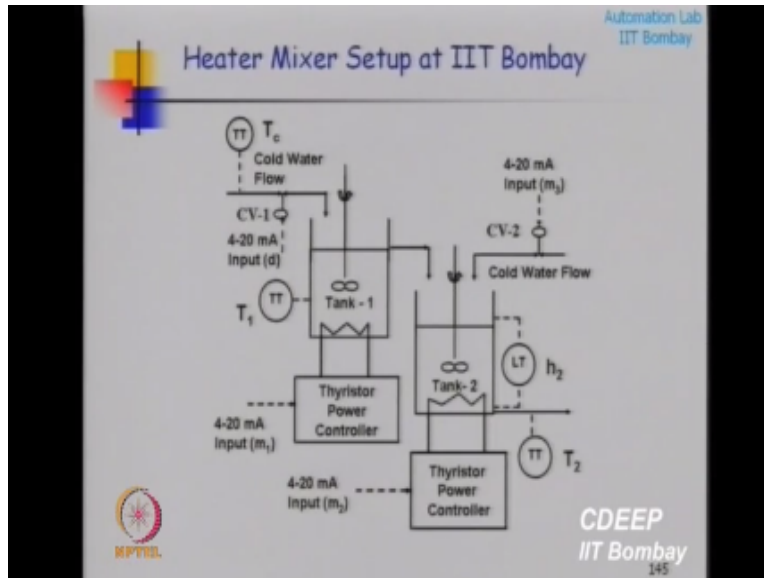 Automation Lab
IIT Bombay
Heater Mixer Setup at IIT Bombay
TT
Tc
Cold Water
Flow
CV-1
4-20 mA
Input (d)
4-20 mA
Input (m3)
CV-2
Cold Water Flow
T1
TT
Tank - 1
LT
h2
Tank- 2
Thyristor
Power
Controller
4-20 mA
Input (m1)
TT
T2
4-20 mA
Input (m2)
Thyristor
Power
Controller
NPTEL
CDEEP
IIT Bombay
145